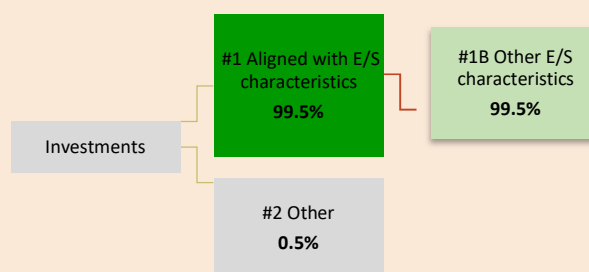 #1 Aligned with E/S
characteristics
99.5%
#1B Other E/S
characteristics
99.5%
Investments
#2 Other
0.5%